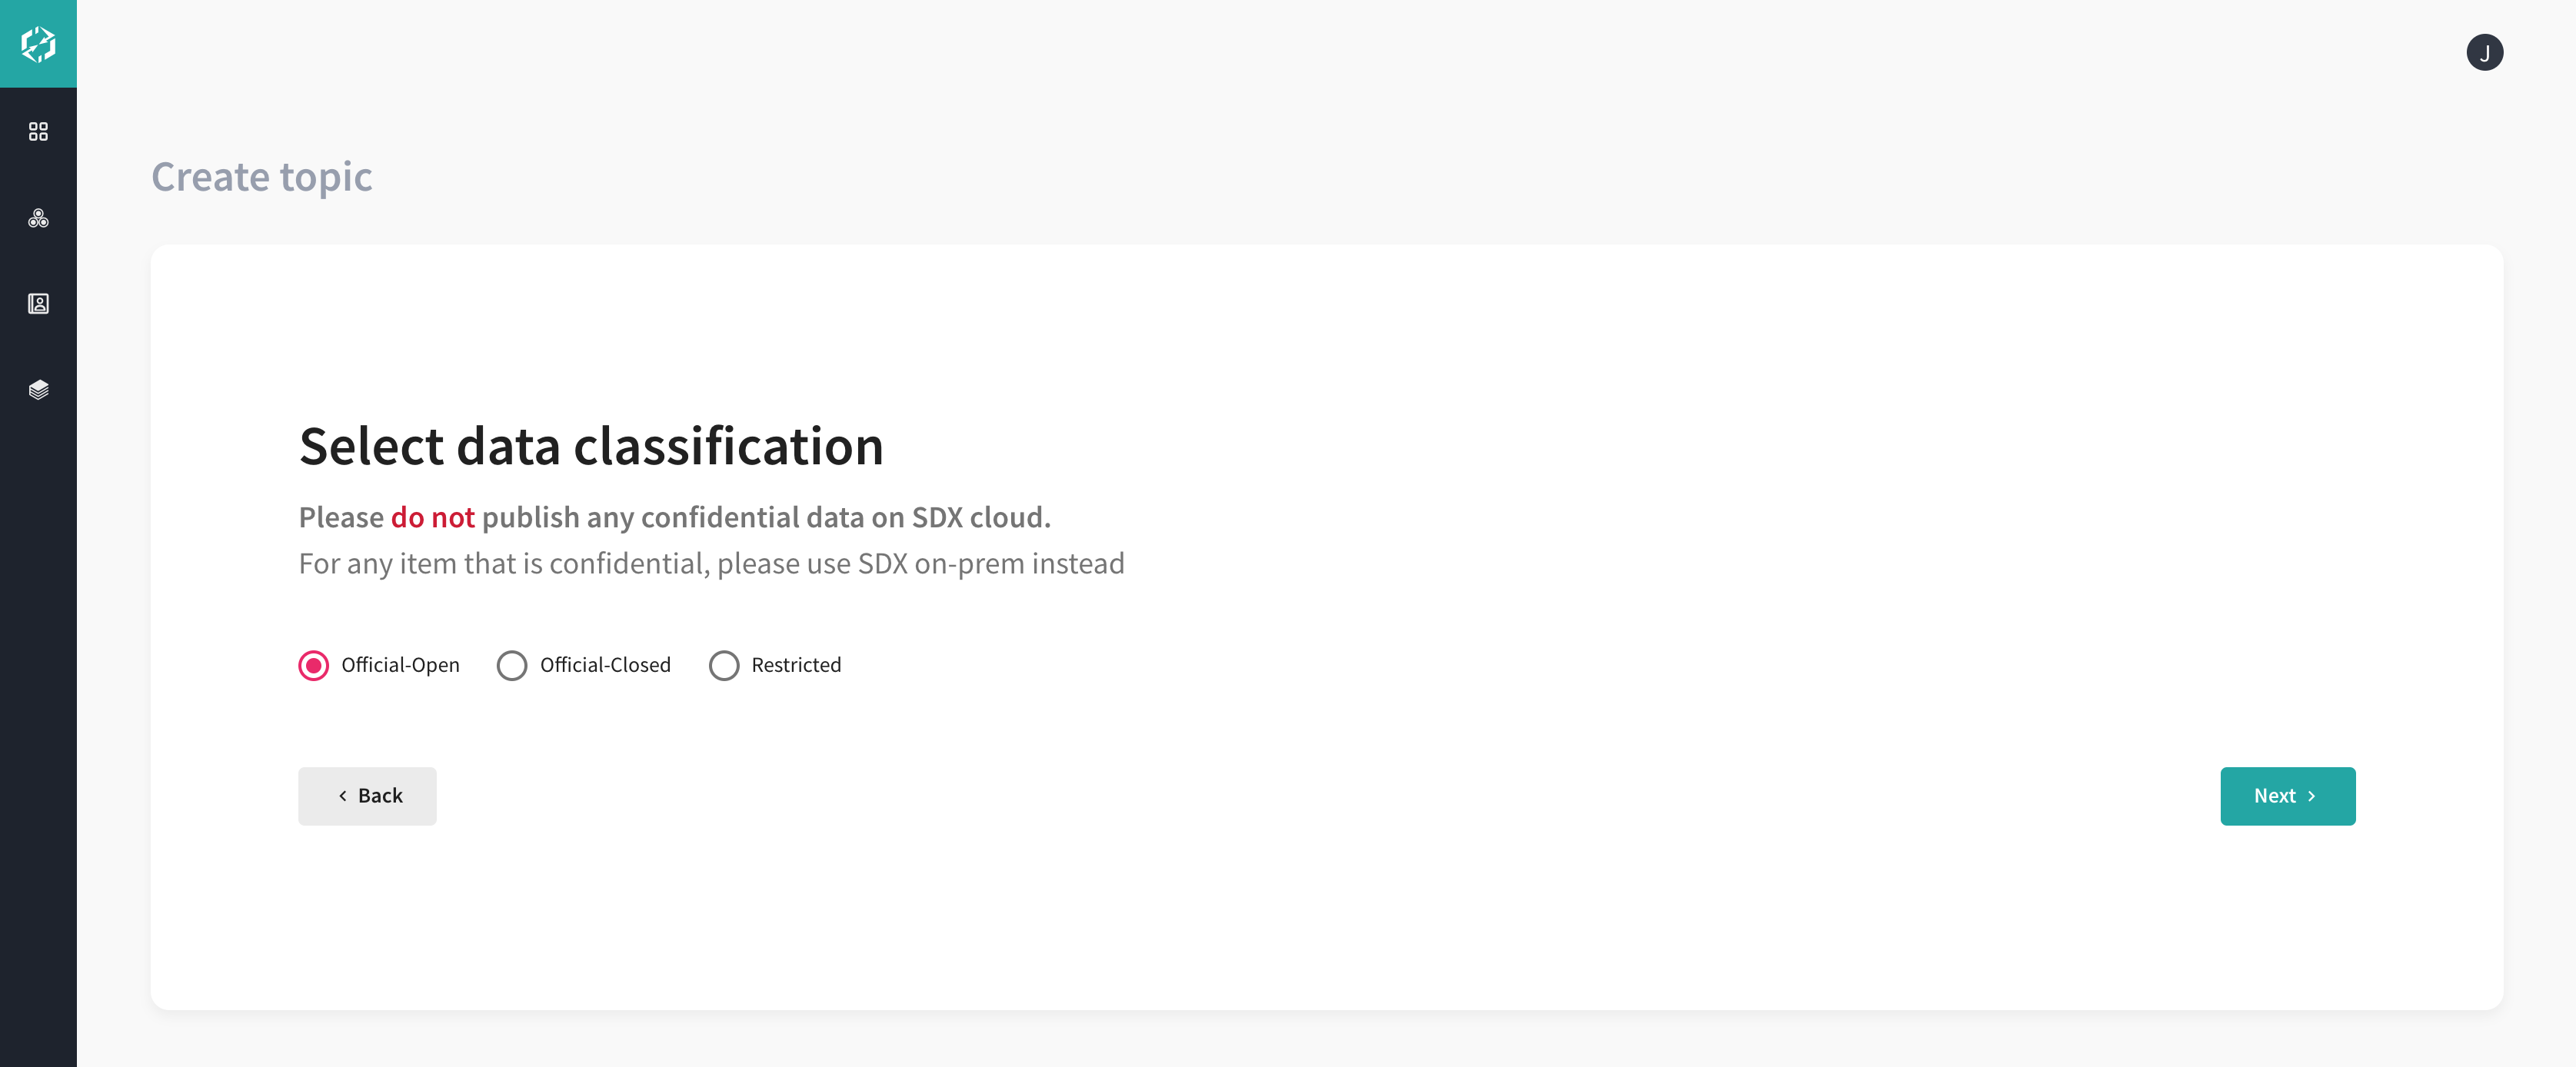 J
Create topic
Select data classification
Please do not publish any confidential data on SDX cloud.
For any item that is confidential, please use SDX on-prem instead
Official-Open Official-Closed Restricted
Back Next